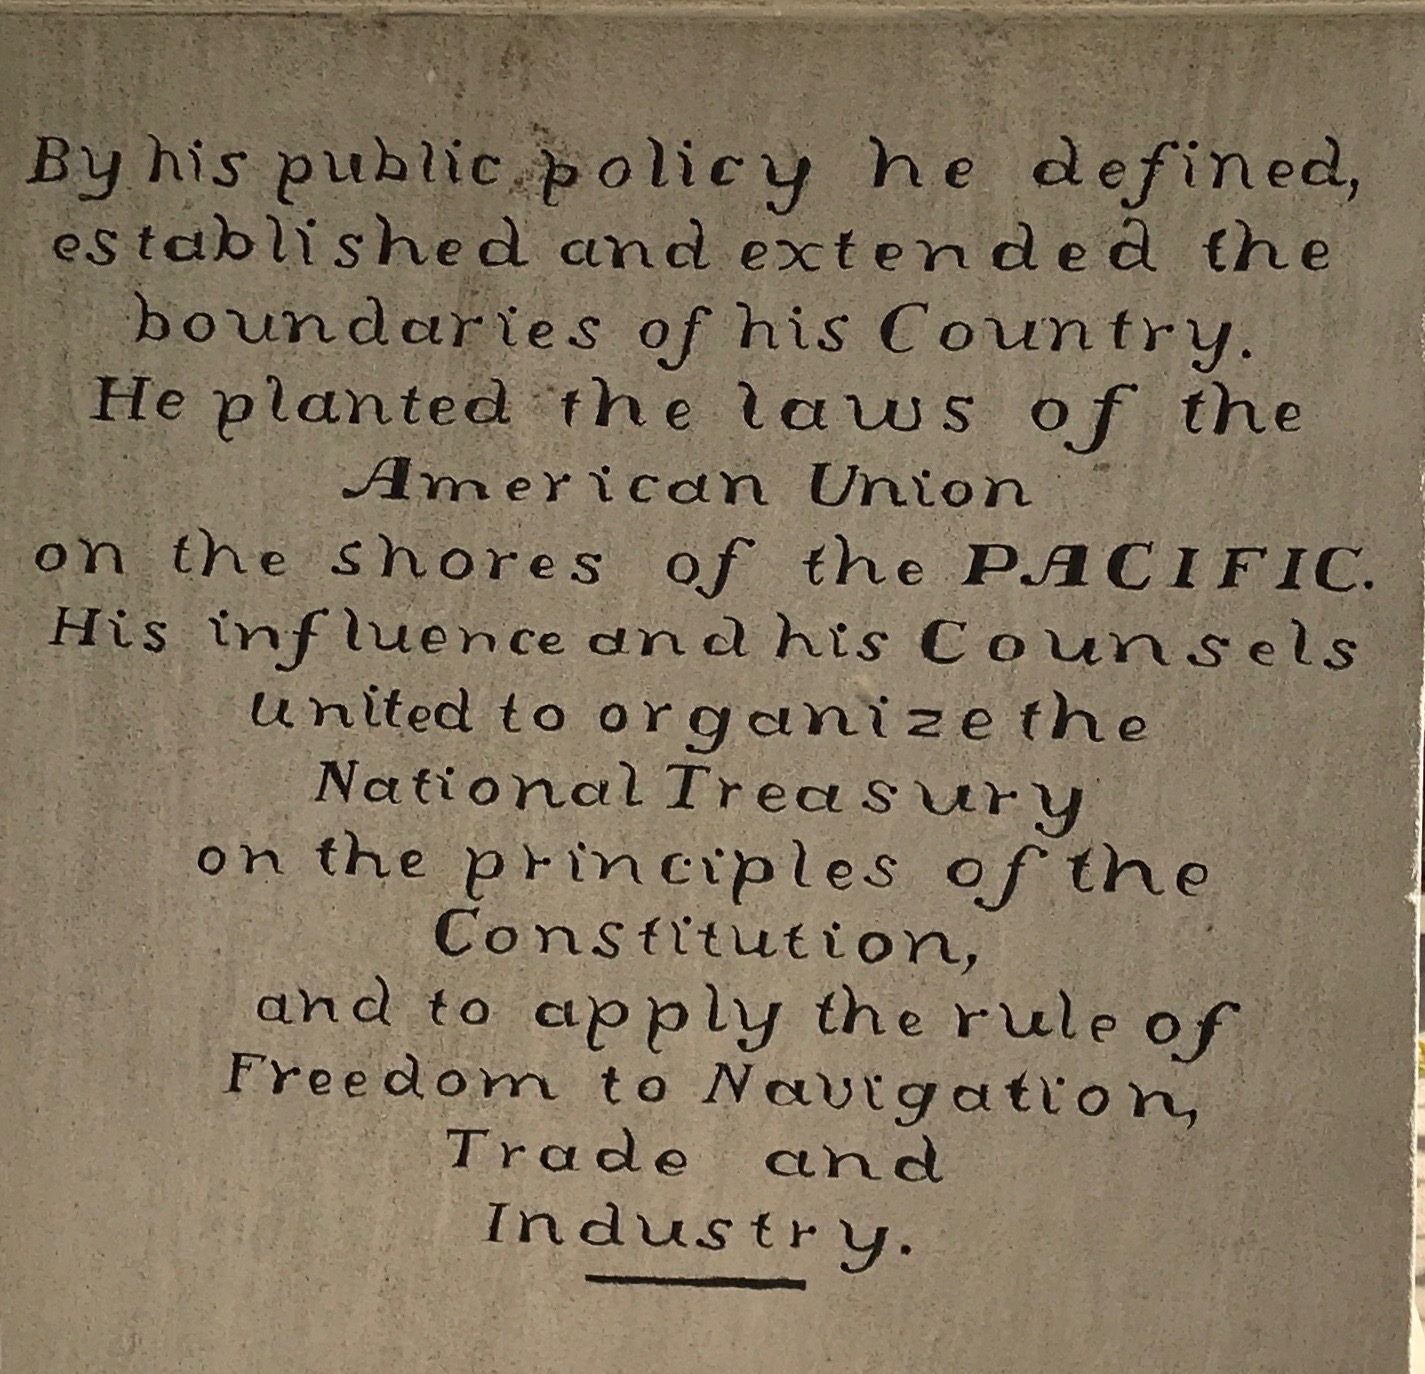 By his public policy he defined,
established and extended the
boundaries of his Country.
He planted the laws of the
American Union
on the shores of the PACIFIC.
His influence and his Counsels
united to organize the
National Treasury
on the principles of the
Constitution,
and to apply the rule of
Freedom to Navigation,
Trade and
Industry.